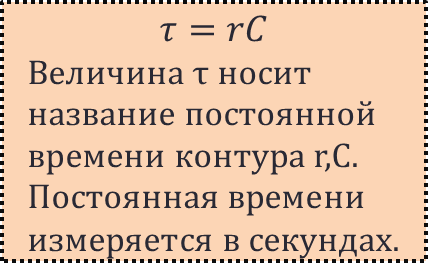 τ = rC
Величина τ носит
название постоянной
времени контура r,C.
Постоянная времени
измеряется в секундах.